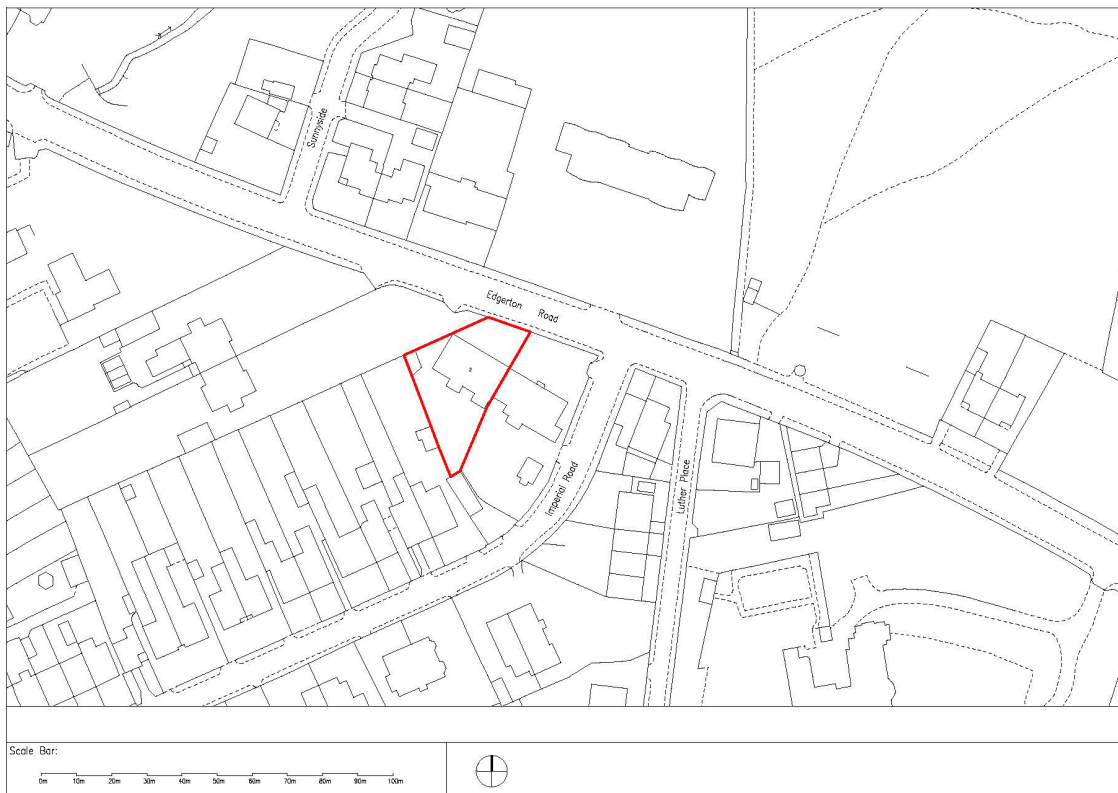 Sunnyside
Edgerton Road
2
Imperial Road
Luther Place
Scale Bar:
0m 10m 20m 30m 40m 50m 60m 70m 80m 90m 100m